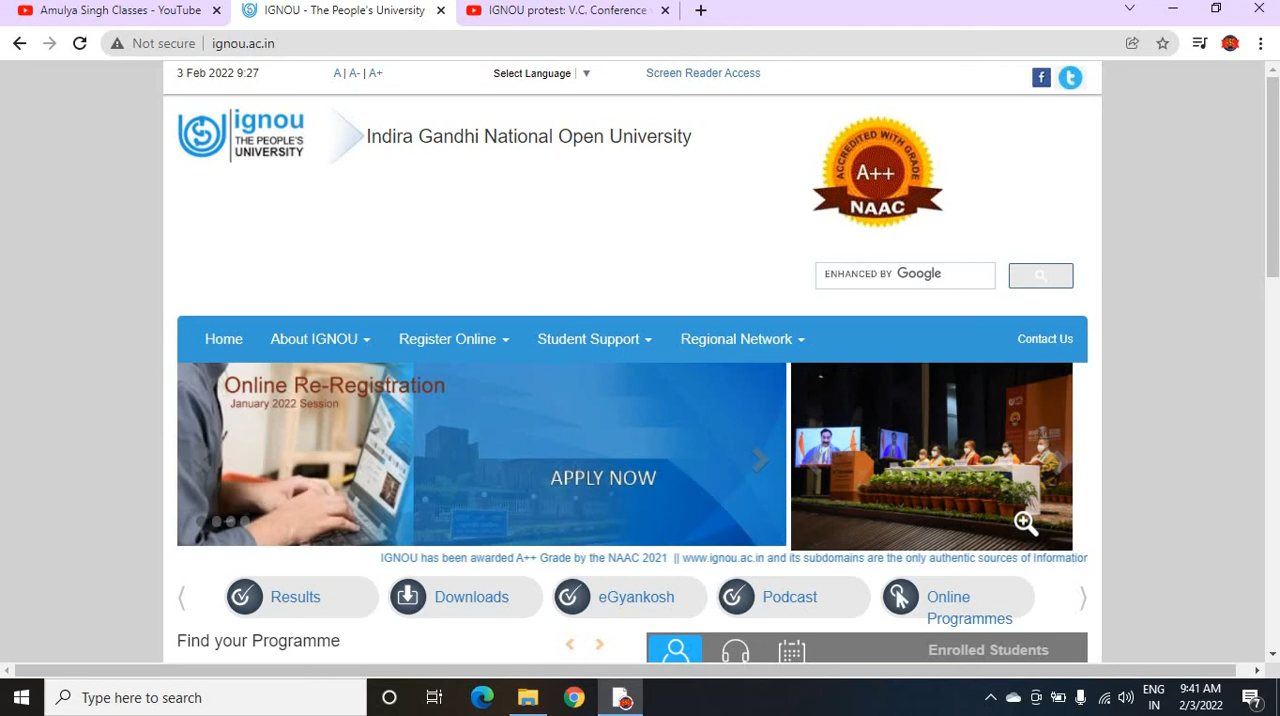 Amulya Singh Classes - YouTube
IGNOU - The People's University
IGNOU protest: V.C. Conference
Not secure
ignou.ac.in
3 Feb 2022 9:27
A | A- | A+
Select Language
Screen Reader Access
ignou
THE PEOPLE'S
UNIVERSITY
Indira Gandhi National Open University
ACCREDITED WITH GRADE
A++
NAAC
ENHANCED BY Google
Home
About IGNOU
Register Online
Student Support
Regional Network
Contact Us
Online Re-Registration
January 2022 Session
APPLY NOW
IGNOU has been awarded A++ Grade by the NAAC 2021 || www.ignou.ac.in and its subdomains are the only authentic sources of Information
Results
Downloads
eGyankosh
Podcast
Online
Programmes
Find your Programme
Enrolled Students
Type here to search
ENG
IN
9:41 AM
2/3/2022
7